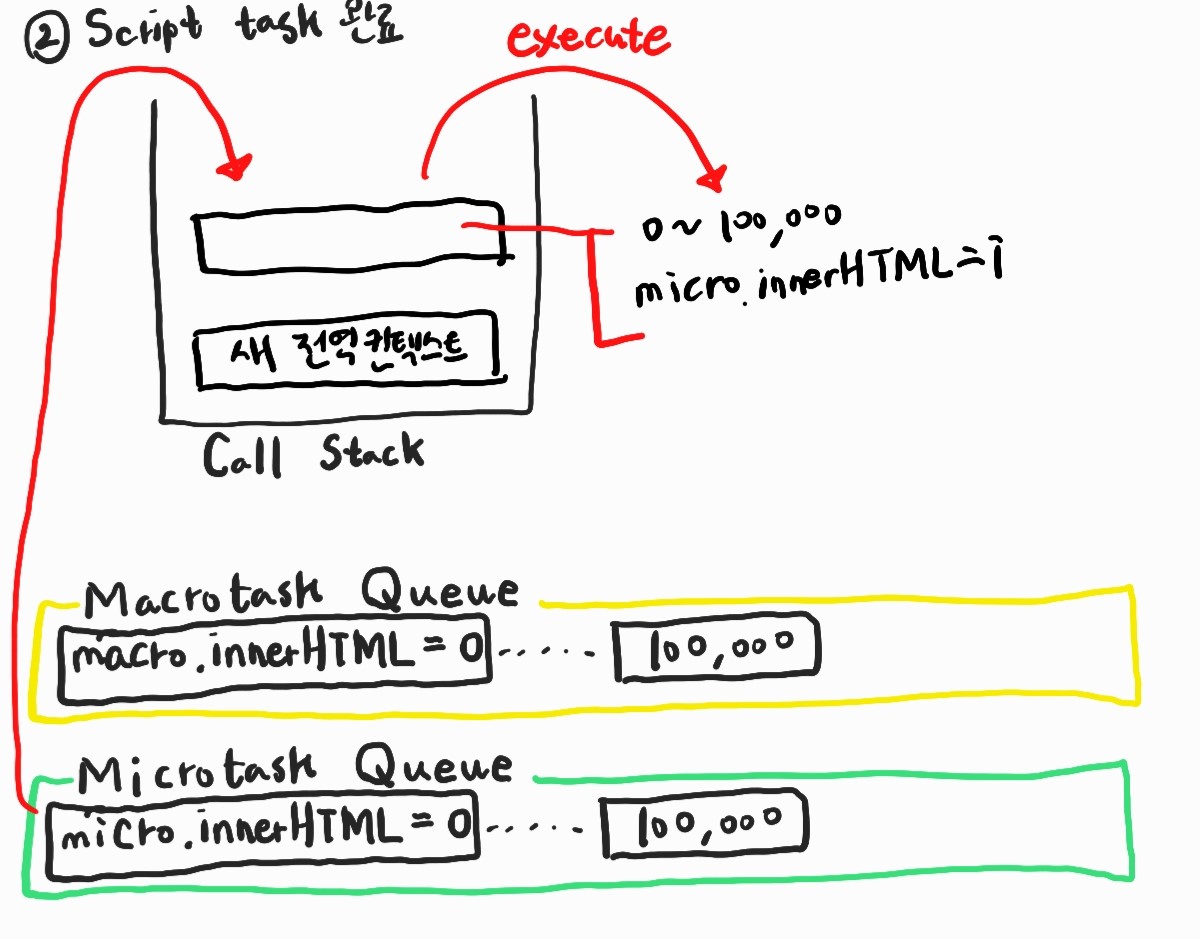 ② Script task 완료
execute
0 ~ 100,000
micro.innerHTML = i
새 전역 컨텍스트
Call Stack
Macrotask Queue
macro.innerHTML = 0 ..... 100,000
Microtask Queue
micro.innerHTML = 0 ..... 100,000